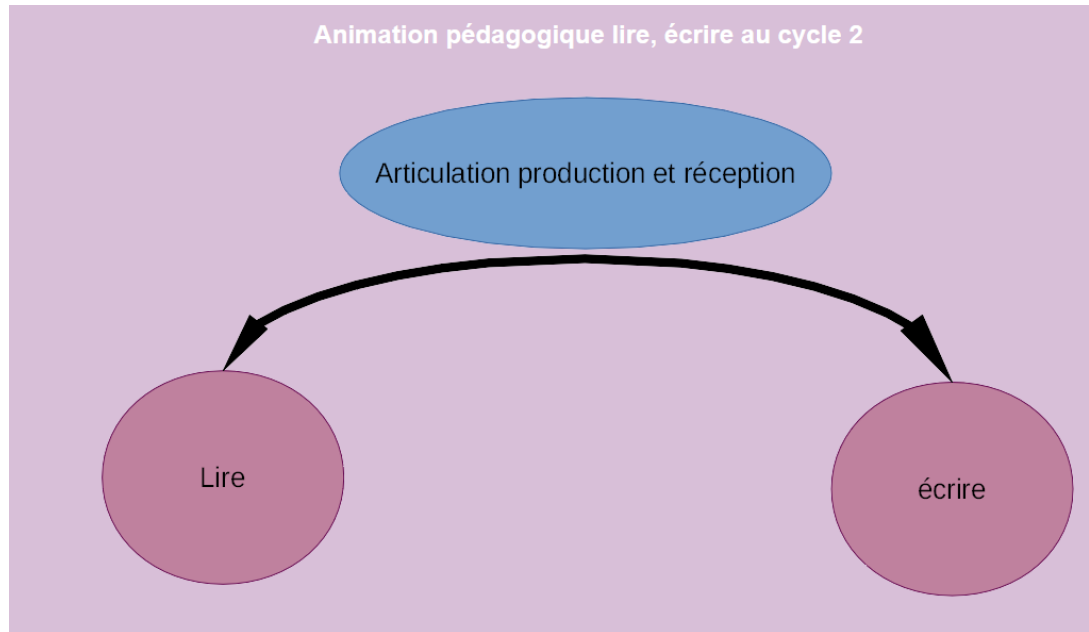 Animation pédagogique lire, écrire au cycle 2
Articulation production et réception
Lire
écrire